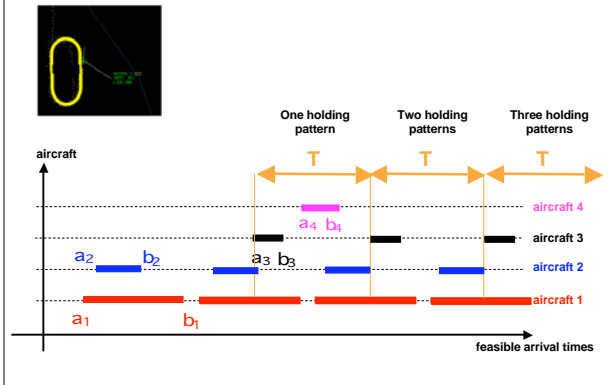 One holding
pattern
Two holding
patterns
Three holding
patterns
T
T
T
aircraft
aircraft 4
a4 b4
aircraft 3
a3 b3
a2 b2
aircraft 2
aircraft 1
a1 b1
feasible arrival times